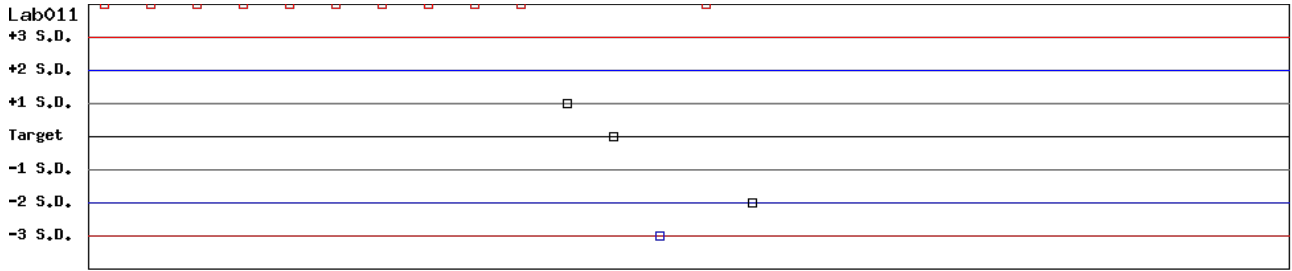 Lab011
+3 S.D.
+2 S.D.
+1 S.D.
Target
-1 S.D.
-2 S.D.
-3 S.D.